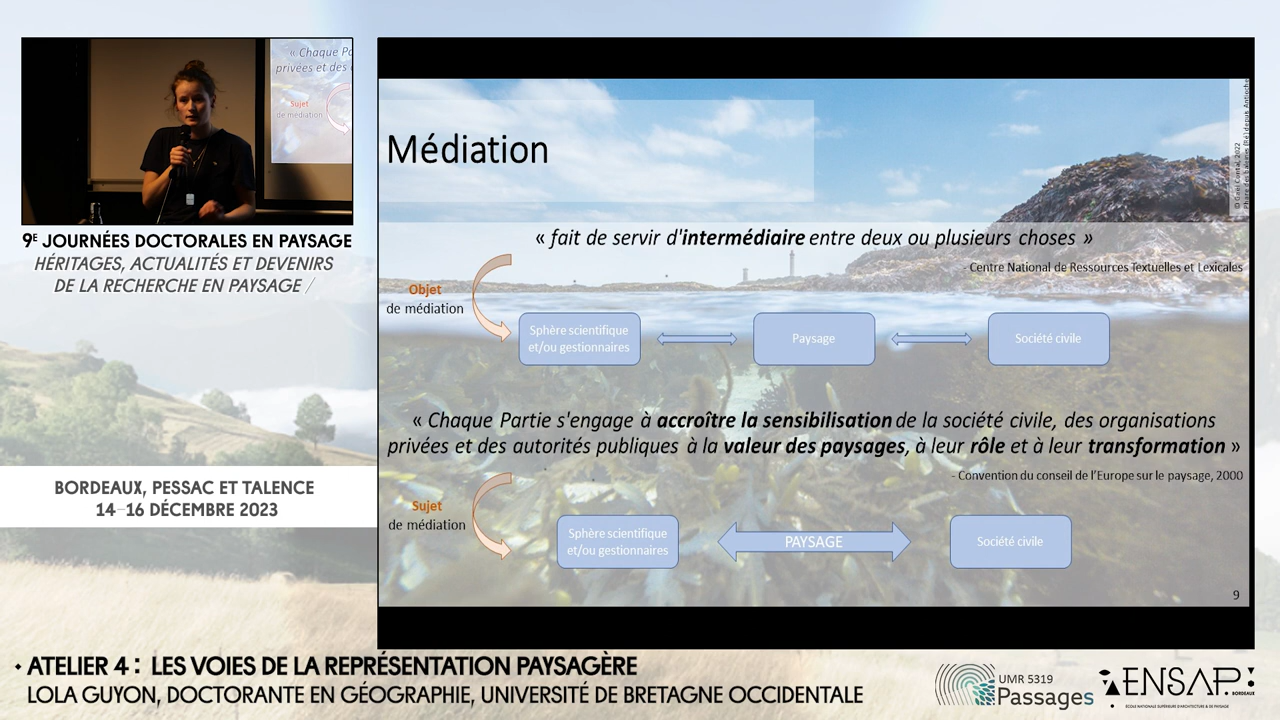 « Chaque Pa
privées et des
Sujet
de médiation
9E JOURNÉES DOCTORALES EN PAYSAGE
HÉRITAGES, ACTUALITÉS ET DEVENIRS
DE LA RECHERCHE EN PAYSAGE /
BORDEAUX, PESSAC ET TALENCE
14–16 DÉCEMBRE 2023
Médiation
« fait de servir d'intermédiaire entre deux ou plusieurs choses »
- Centre National de Ressources Textuelles et Lexicales
Objet
de médiation
Sphère scientifique
et/ou gestionnaires
Paysage
Société civile
« Chaque Partie s'engage à accroître la sensibilisation de la société civile, des organisations
privées et des autorités publiques à la valeur des paysages, à leur rôle et à leur transformation »
- Convention du conseil de l'Europe sur le paysage, 2000
Sujet
de médiation
Sphère scientifique
et/ou gestionnaires
PAYSAGE
Société civile
9
ATELIER 4 : LES VOIES DE LA REPRÉSENTATION PAYSAGÈRE
LOLA GUYON, DOCTORANTE EN GÉOGRAPHIE, UNIVERSITÉ DE BRETAGNE OCCIDENTALE
UMR 5319
Passages
ENSAP
BORDEAUX
ÉCOLE NATIONALE SUPÉRIEURE D'ARCHITECTURE & DE PAYSAGE